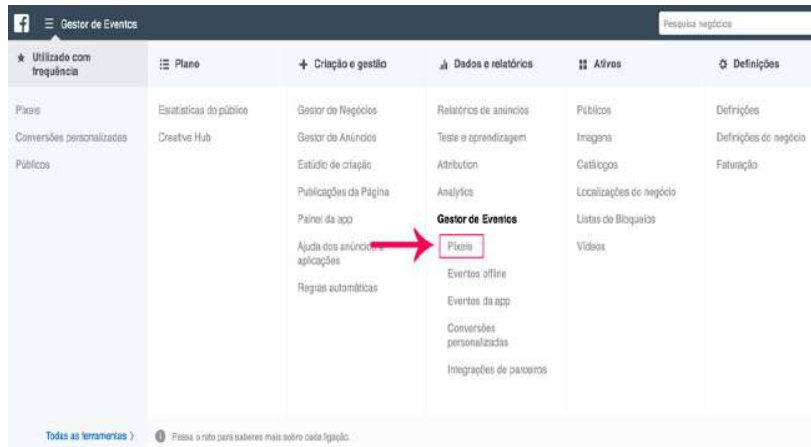 Gestor de Eventos
Pesquisa negócios
Utilizado com
frequência
Pixeis
Conversões personalizadas
Públicos
Plano
Estatísticas do público
Creative Hub
Criação e gestão
Gestor de Negócios
Gestor de Anúncios
Estúdio de criação
Publicações da Página
Painel da app
Ajuda dos anúncios e
aplicações
Regras automáticas
Dados e relatórios
Relatórios de anúncios
Teste e aprendizagem
Attribution
Analytics
Gestor de Eventos
Pixeis
Eventos offline
Eventos da app
Conversões
personalizadas
Integrações de parceiros
Ativos
Públicos
Imagens
Catálogos
Localizações do negócio
Listas de Bloqueios
Vídeos
Definições
Definições
Definições do negócio
Faturação
Todas as ferramentas
Passa o rato para saberes mais sobre cada ligação.